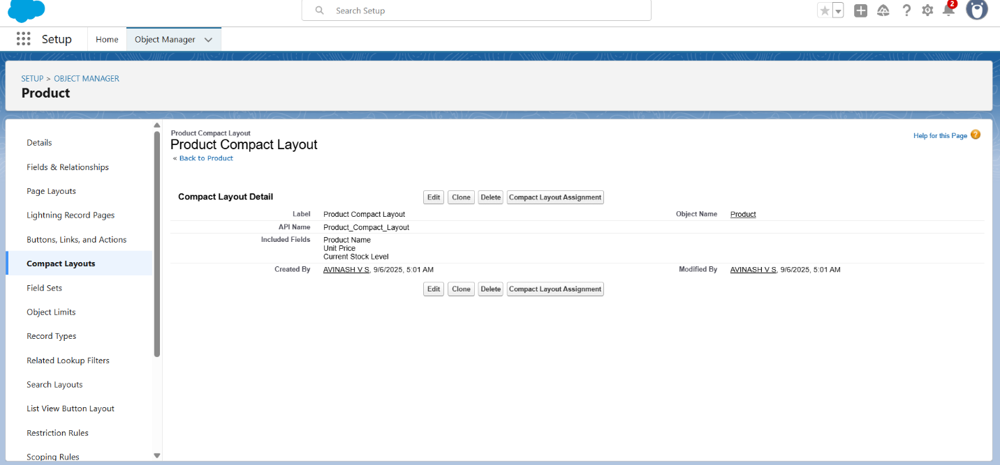 Search Setup
2
Setup
Home
Object Manager
SETUP > OBJECT MANAGER
Product
Details
Fields & Relationships
Page Layouts
Lightning Record Pages
Buttons, Links, and Actions
Compact Layouts
Field Sets
Object Limits
Record Types
Related Lookup Filters
Search Layouts
List View Button Layout
Restriction Rules
Scoping Rules
Product Compact Layout
Product Compact Layout
« Back to Product
Help for this Page ?
Compact Layout Detail
Edit Clone Delete Compact Layout Assignment
Label Product Compact Layout Object Name Product
API Name Product_Compact_Layout
Included Fields Product Name
Unit Price
Current Stock Level
Created By AVINASH V S, 9/6/2025, 5:01 AM Modified By AVINASH V S, 9/6/2025, 5:01 AM
Edit Clone Delete Compact Layout Assignment